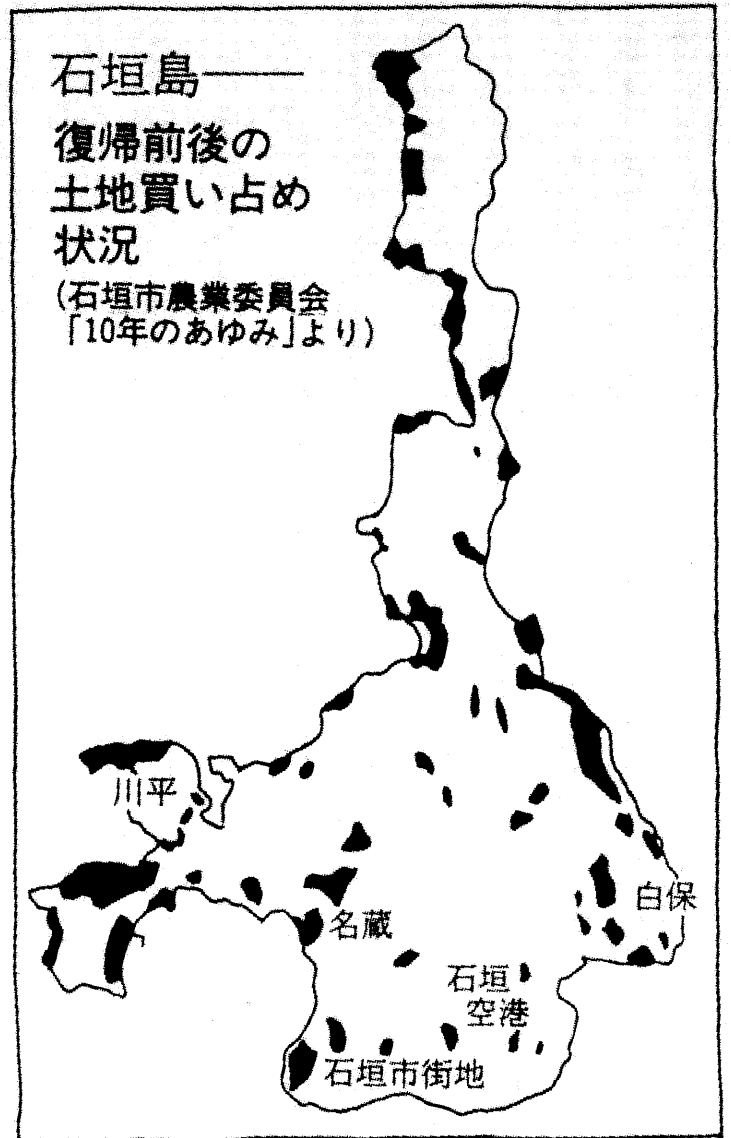 石垣島──
復帰前後の
土地買い占め
状況
(石垣市農業委員会
「10年のあゆみ」より)
川平
名蔵
白保
石垣
空港
石垣市街地